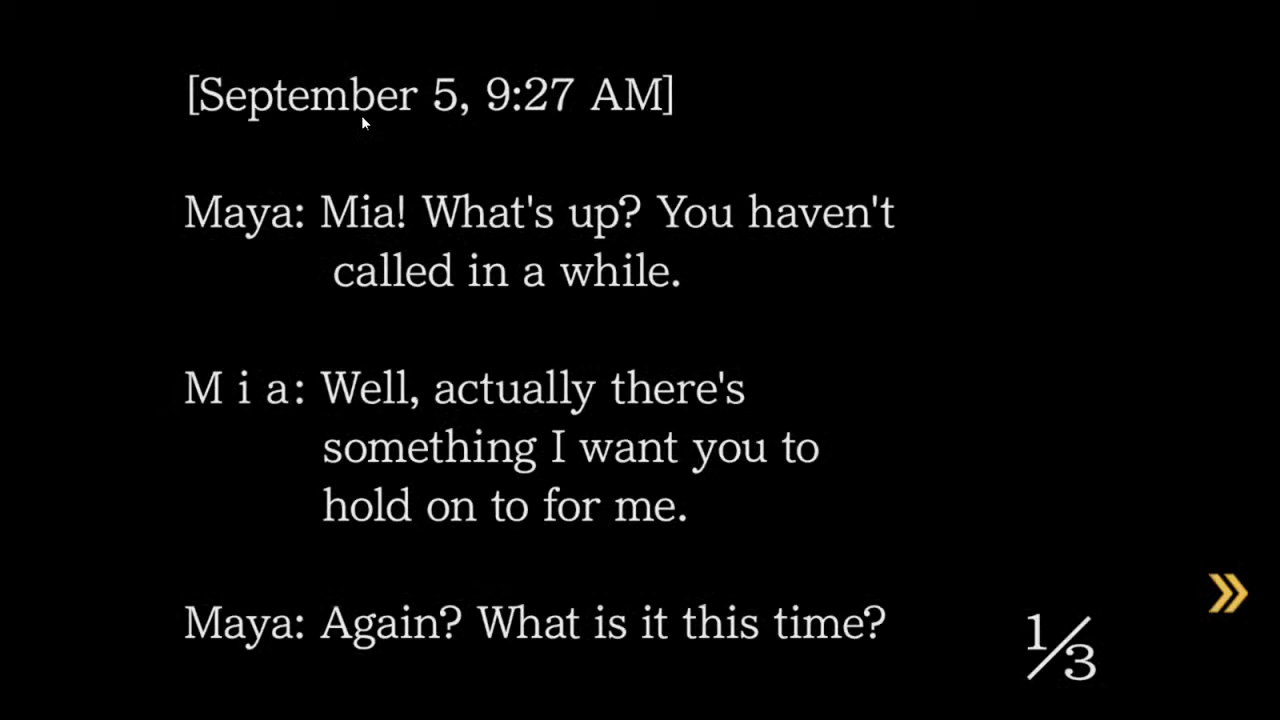 [September 5, 9:27 AM]
Maya: Mia! What's up? You haven't
called in a while.
M i a: Well, actually there's
something I want you to
hold on to for me.
Maya: Again? What is it this time?
1/3